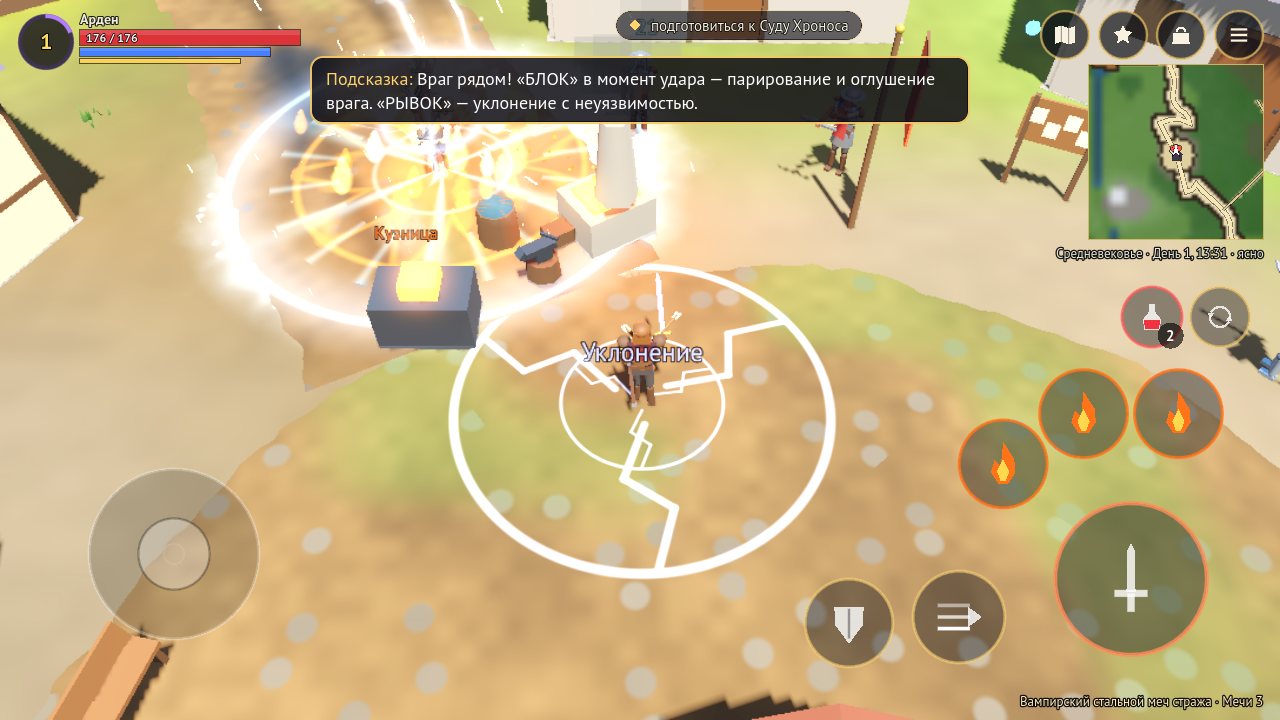 Арден
1
176 / 176
подготовиться к Суду Хроноса
Подсказка: Враг рядом! «БЛОК» в момент удара — парирование и оглушение
врага. «РЫВОК» — уклонение с неуязвимостью.
Кузница
Средневековье · День 1, 13:31 · ясно
2
Уклонение
Вампирский стальной меч стража · Мечи 3